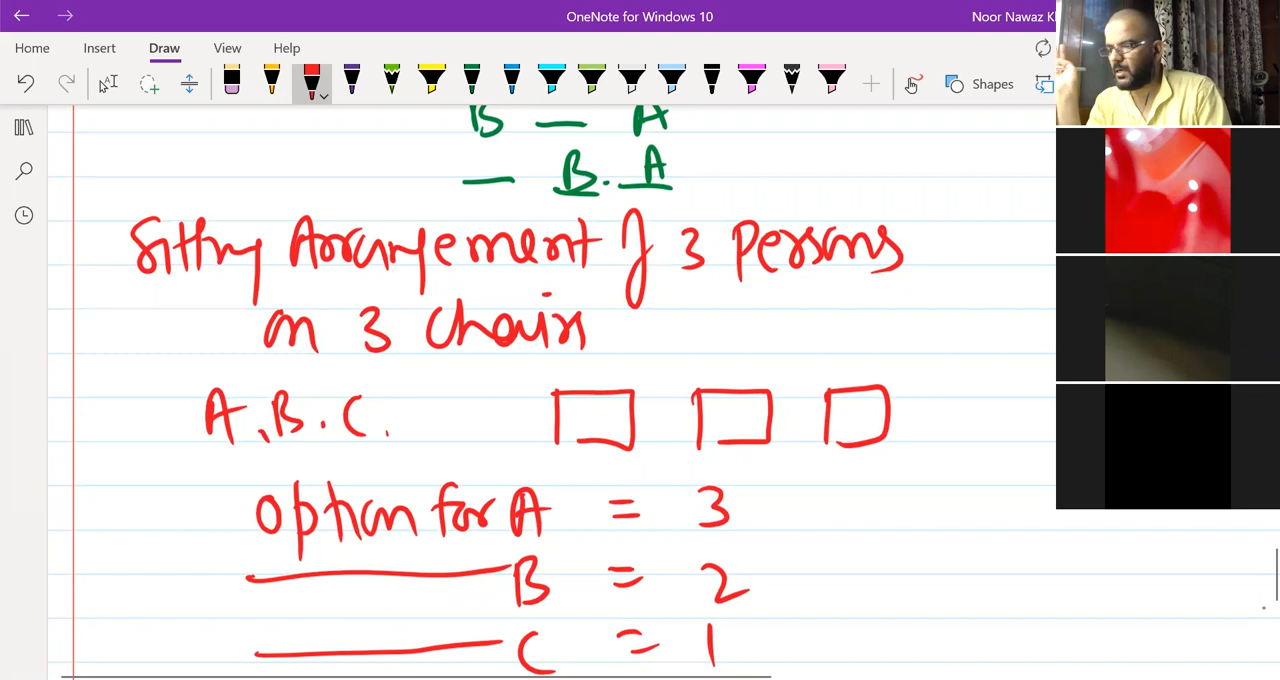 OneNote for Windows 10
Noor Nawaz Kh
Home Insert Draw View Help
Shapes
B — A
— B. A
Sitting Arrangement of 3 Persons
on 3 chairs
A, B. C.
option for A = 3
B = 2
C = 1